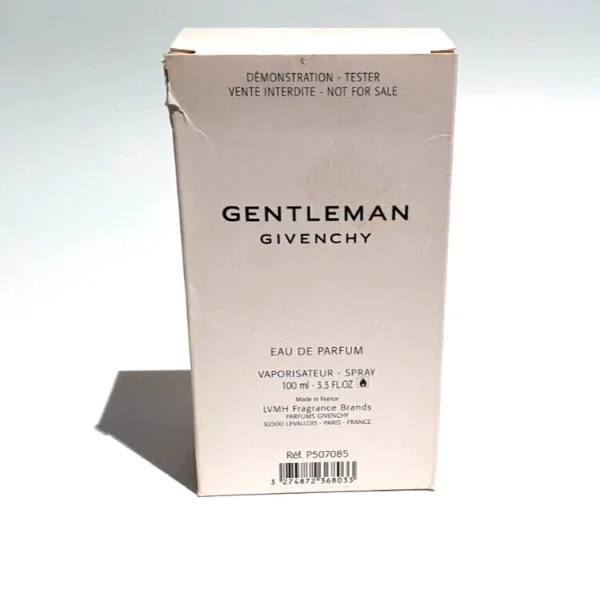 DÉMONSTRATION - TESTER
VENTE INTERDITE - NOT FOR SALE
GENTLEMAN
GIVENCHY
EAU DE PARFUM
VAPORISATEUR - SPRAY
100 ml - 3.3 FL.OZ
Made in France
LVMH Fragrance Brands
PARFUMS GIVENCHY
92300 LEVALLOIS - PARIS - FRANCE
Réf. P507085
3 274872 368033